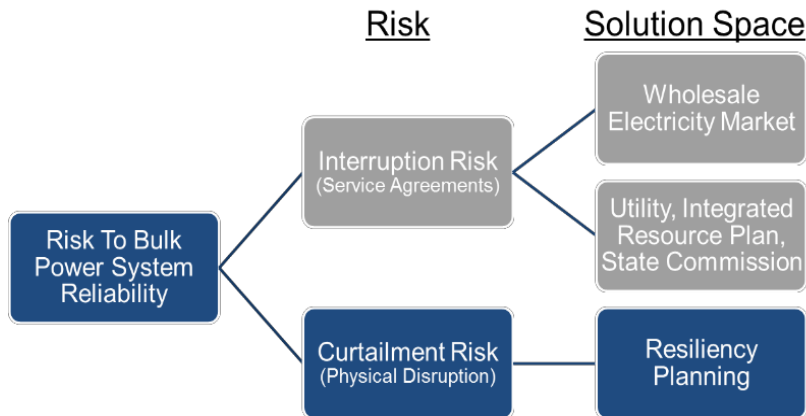 Risk
Solution Space
Wholesale
Electricity Market
Interruption Risk
(Service Agreements)
Utility, Integrated
Resource Plan,
State Commission
Risk To Bulk
Power System
Reliability
Curtailment Risk
(Physical Disruption)
Resiliency
Planning